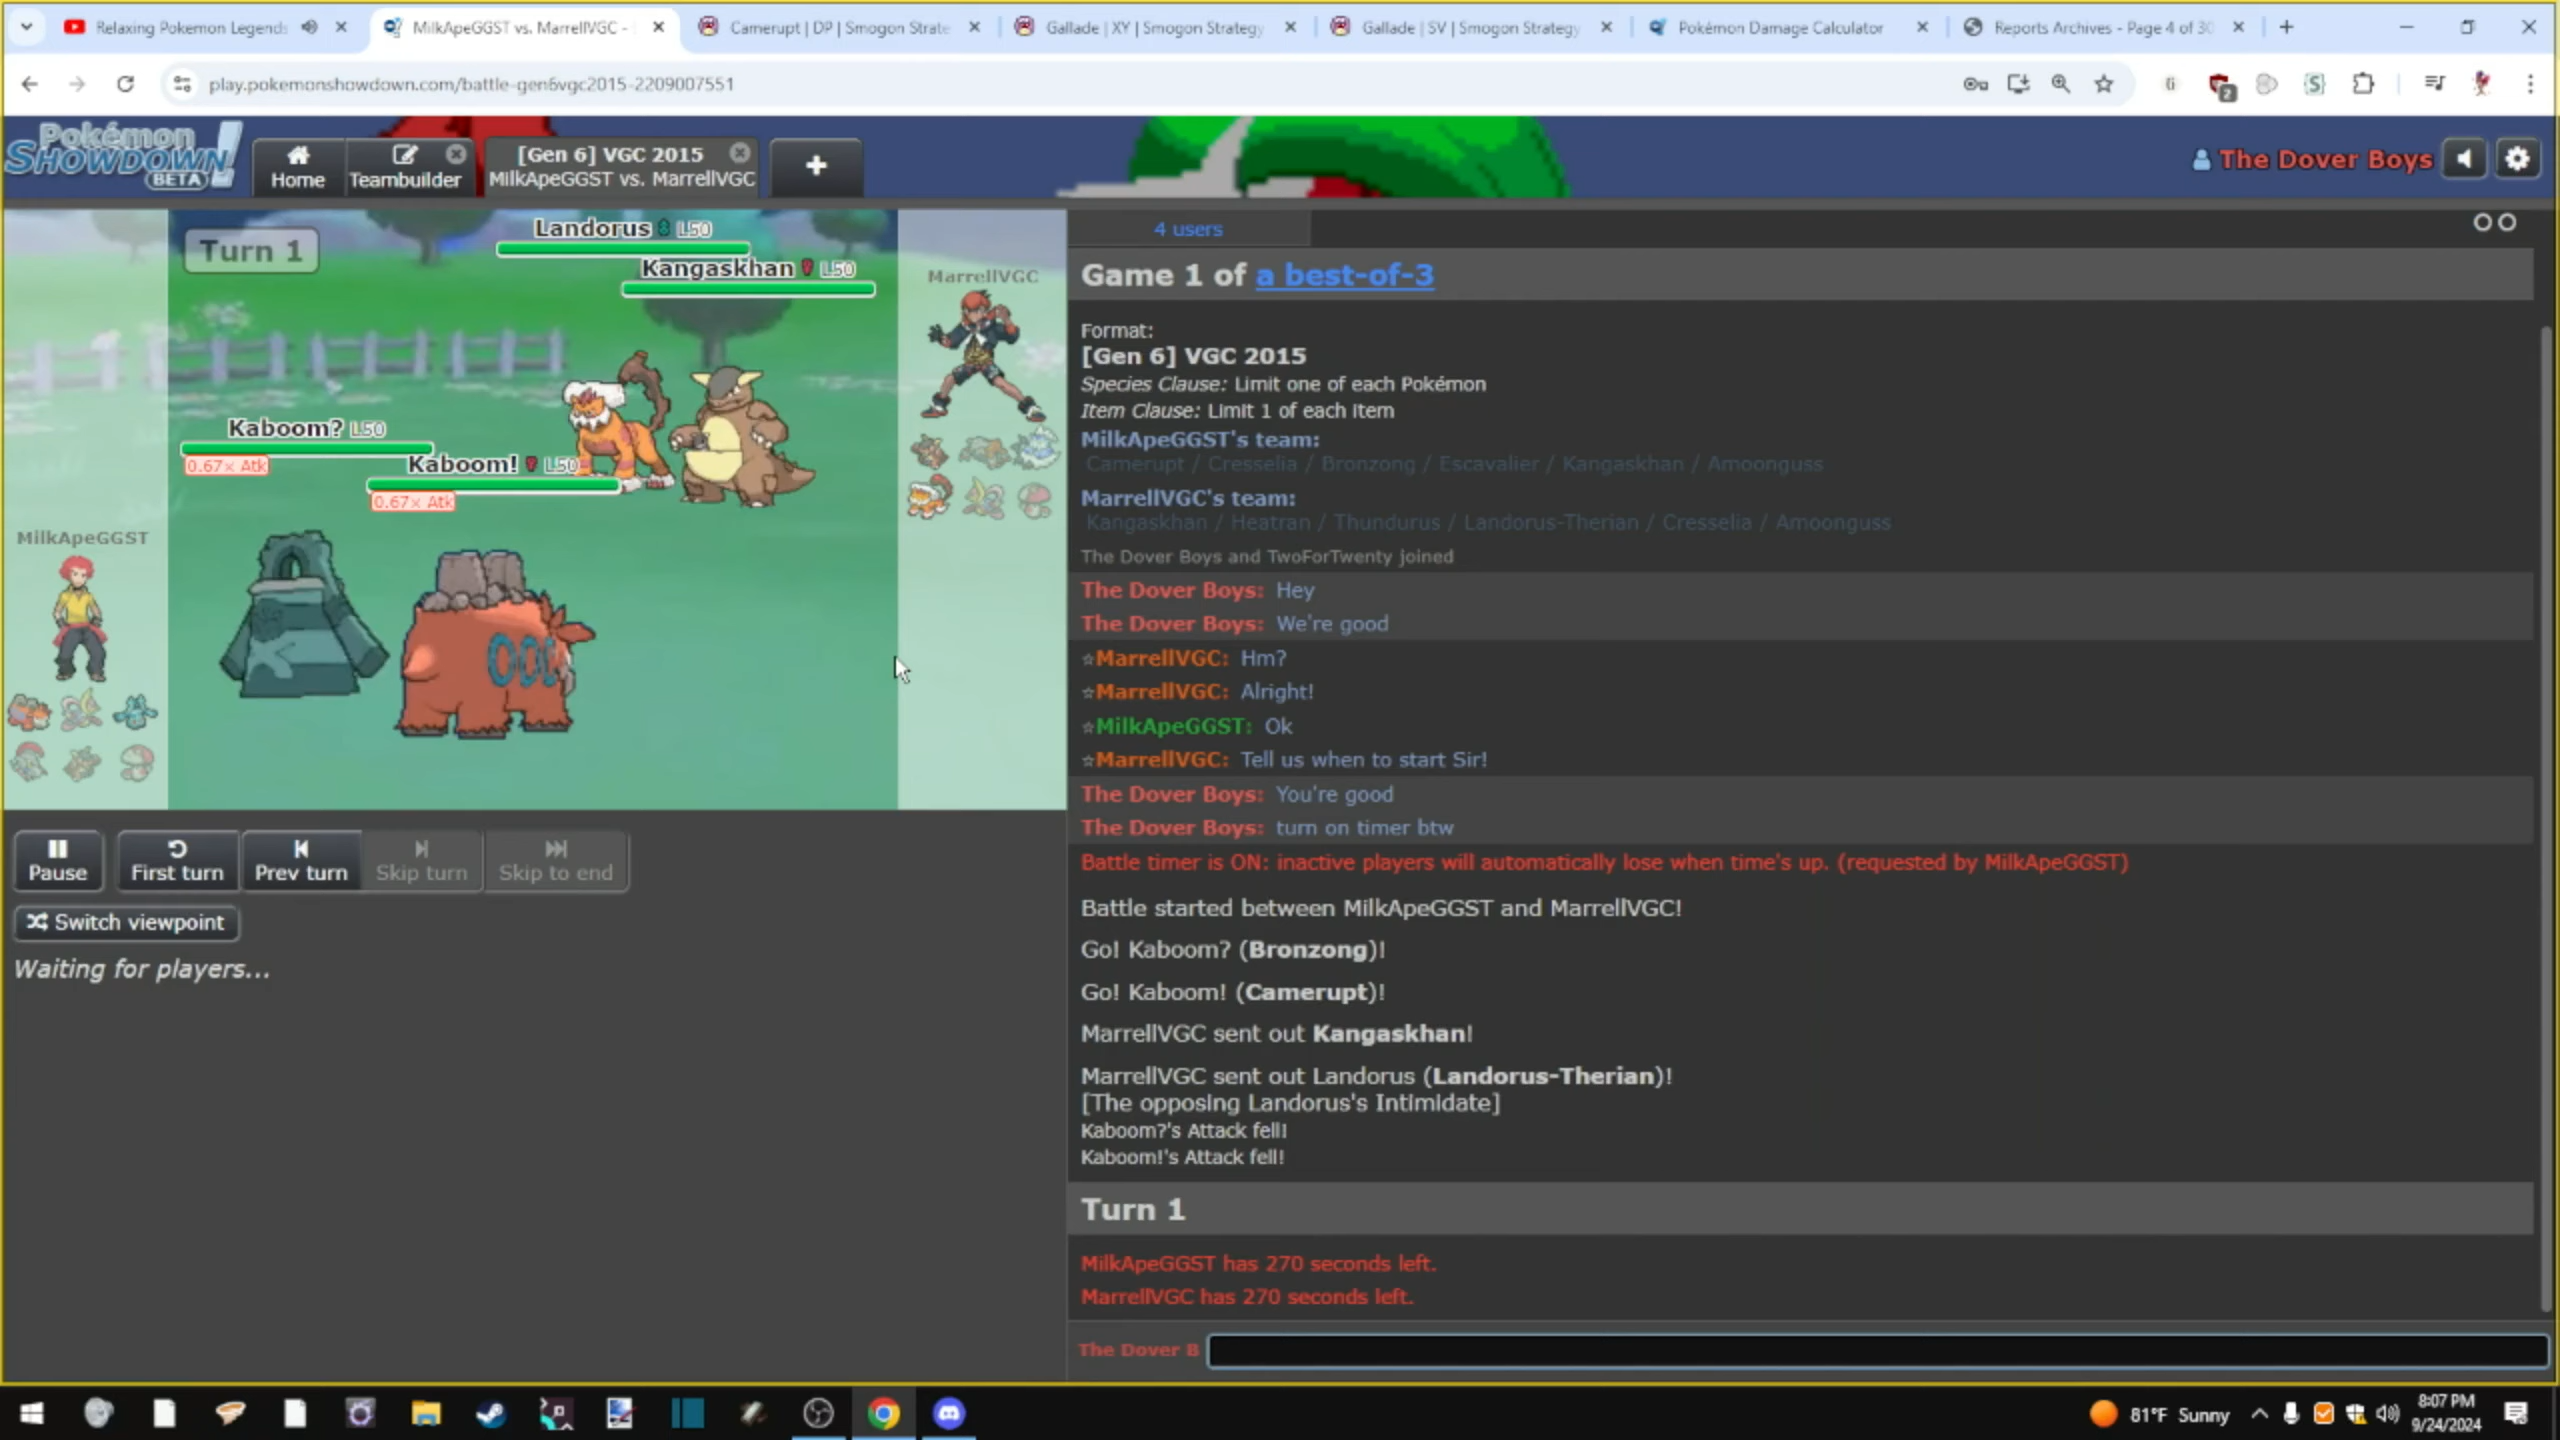 Relaxing Pokemon Legends
MilkApeGGST vs. MarrellVGC -
Camerupt | DP | Smogon Strate
Gallade | XY | Smogon Strategy
Gallade | SV | Smogon Strategy
Pokémon Damage Calculator
Reports Archives - Page 4 of 30
play.pokemonshowdown.com/battle-gen6vgc2015-2209007551
2
Pokémon
SHOWDOWN!
BETA
Home
Teambuilder
[Gen 6] VGC 2015
MilkApeGGST vs. MarrellVGC
The Dover Boys
Turn 1
Landorus L50
Kangaskhan L50
MarrellVGC
Kaboom? L50
0.67× Atk
Kaboom! L50
0.67× Atk
MilkApeGGST
Pause
First turn
Prev turn
Skip turn
Skip to end
Switch viewpoint
Waiting for players...
4 users
Game 1 of a best-of-3
Format:
[Gen 6] VGC 2015
Species Clause: Limit one of each Pokémon
Item Clause: Limit 1 of each item
MilkApeGGST's team:
Camerupt / Cresselia / Bronzong / Escavalier / Kangaskhan / Amoonguss
MarrellVGC's team:
Kangaskhan / Heatran / Thundurus / Landorus-Therian / Cresselia / Amoonguss
The Dover Boys and TwoForTwenty joined
The Dover Boys: Hey
The Dover Boys: We're good
☆MarrellVGC: Hm?
☆MarrellVGC: Alright!
☆MilkApeGGST: Ok
☆MarrellVGC: Tell us when to start Sir!
The Dover Boys: You're good
The Dover Boys: turn on timer btw
Battle timer is ON: inactive players will automatically lose when time's up. (requested by MilkApeGGST)
Battle started between MilkApeGGST and MarrellVGC!
Go! Kaboom? (Bronzong)!
Go! Kaboom! (Camerupt)!
MarrellVGC sent out Kangaskhan!
MarrellVGC sent out Landorus (Landorus-Therian)!
[The opposing Landorus's Intimidate]
Kaboom?'s Attack fell!
Kaboom!'s Attack fell!
Turn 1
MilkApeGGST has 270 seconds left.
MarrellVGC has 270 seconds left.
The Dover B
81°F Sunny
8:07 PM
9/24/2024